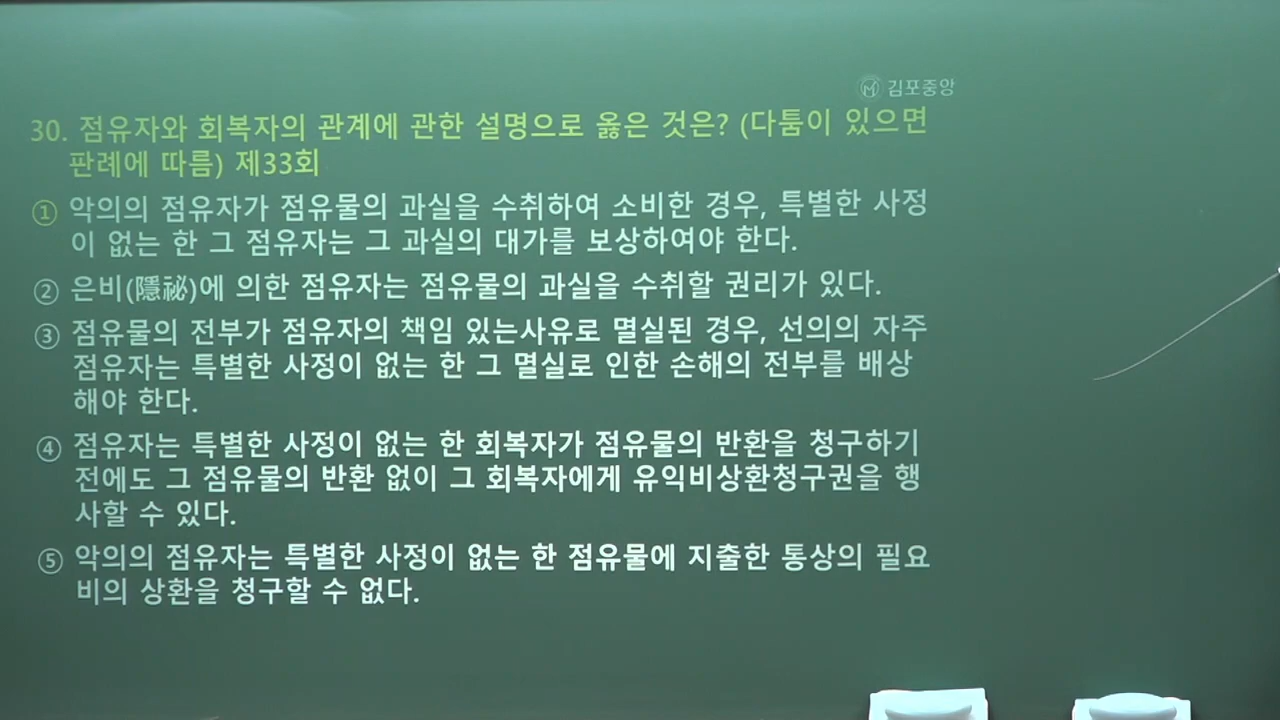 김포중앙
30. 점유자와 회복자의 관계에 관한 설명으로 옳은 것은? (다툼이 있으면
판례에 따름) 제33회
① 악의의 점유자가 점유물의 과실을 수취하여 소비한 경우, 특별한 사정
이 없는 한 그 점유자는 그 과실의 대가를 보상하여야 한다.
② 은비(隱祕)에 의한 점유자는 점유물의 과실을 수취할 권리가 있다.
③ 점유물의 전부가 점유자의 책임 있는사유로 멸실된 경우, 선의의 자주
점유자는 특별한 사정이 없는 한 그 멸실로 인한 손해의 전부를 배상
해야 한다.
④ 점유자는 특별한 사정이 없는 한 회복자가 점유물의 반환을 청구하기
전에도 그 점유물의 반환 없이 그 회복자에게 유익비상환청구권을 행
사할 수 있다.
⑤ 악의의 점유자는 특별한 사정이 없는 한 점유물에 지출한 통상의 필요
비의 상환을 청구할 수 없다.